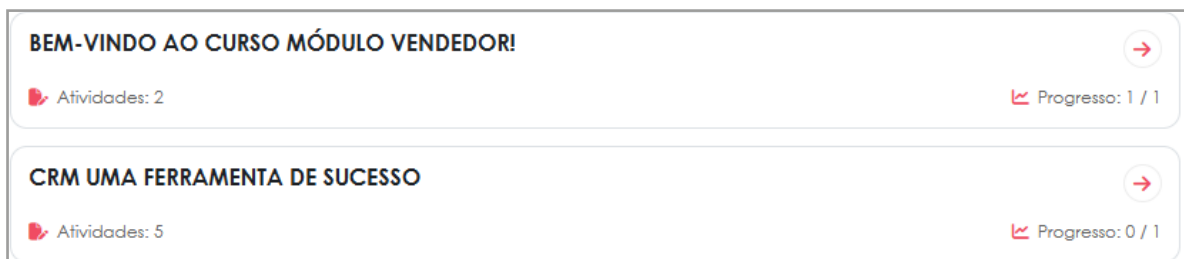 BEM-VINDO AO CURSO MÓDULO VENDEDOR!
Atividades: 2
Progresso: 1 / 1
CRM UMA FERRAMENTA DE SUCESSO
Atividades: 5
Progresso: 0 / 1